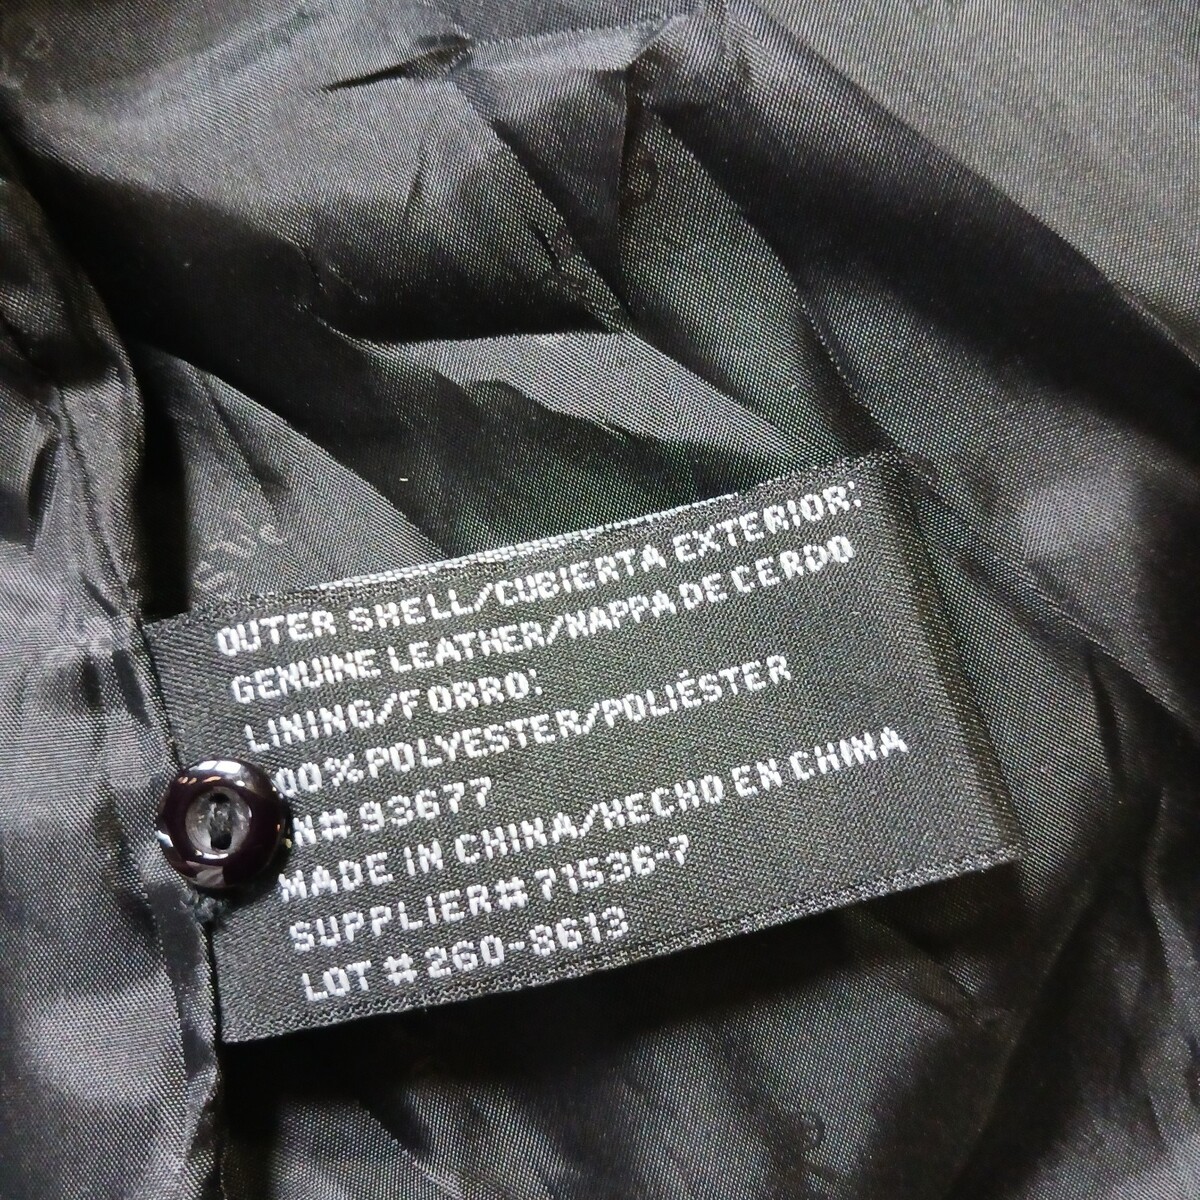 OUTER SHELL/CUBIERTA EXTERIOR:
GENUINE LEATHER/NAPPA DE CERDO
LINING/FORRO:
00%POLYESTER/POLIÉSTER
N# 93677
MADE IN CHINA/HECHO EN CHINA
SUPPLIER# 71536-7
LOT # 260-8613